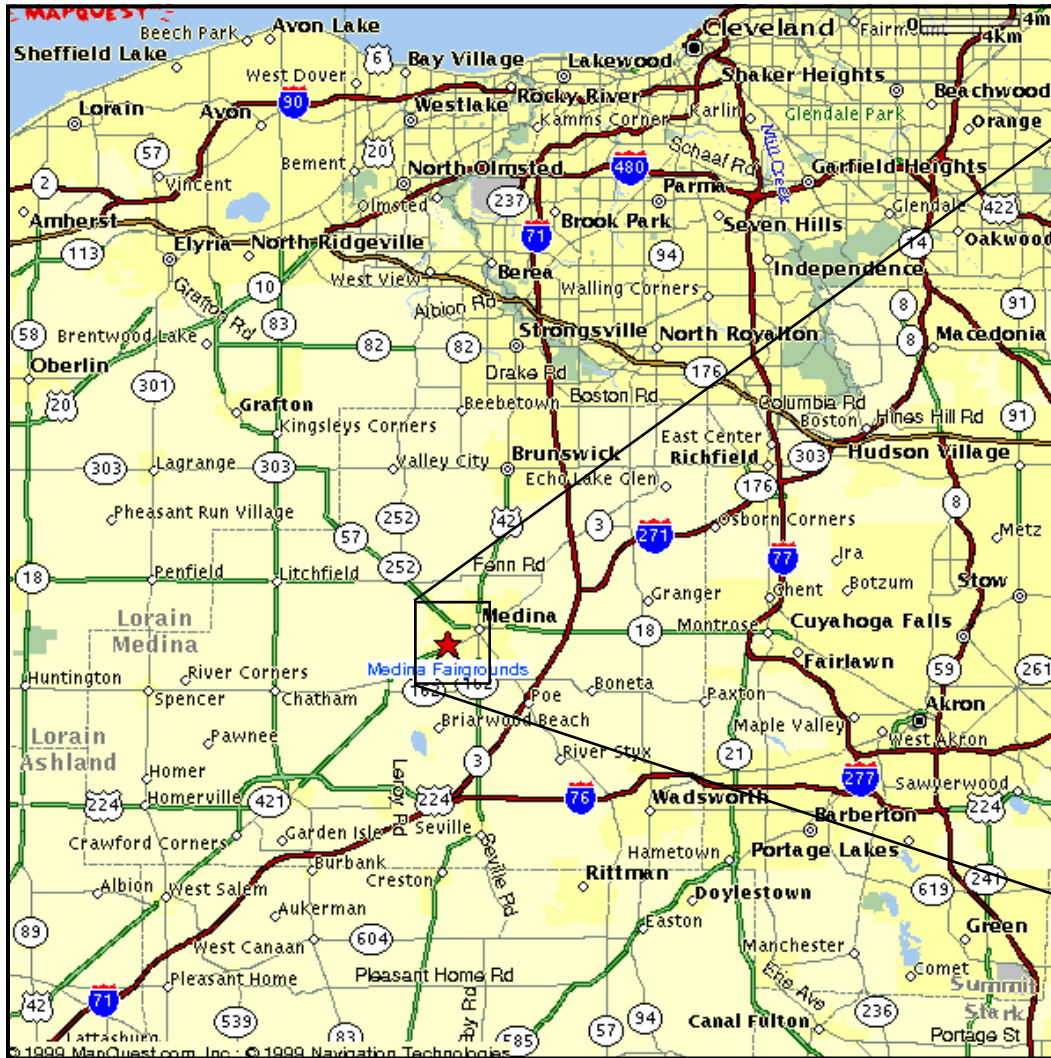 MAPQUEST
Avon Lake
Beech Park
Sheffield Lake
6
Bay Village
West Dover
Lakewood
Cleveland
Fairmount
0 4m
4Km
Shaker Heights
Beachwood
Lorain
90
Avon
Westlake
Rocky River
Kamms Corner
Karlin
Glendale Park
Orange
57
Bement
20
North Olmsted
480
Schaaf Rd
Mill Creek
Garfield Heights
2
Vincent
Olmsted
237
Parma
Amherst
Brook Park
Seven Hills
Glendale
422
Elyria
North Ridgeville
71
94
14
Oakwood
113
West View
Berea
Independence
Grafton Rd
10
Albion Rd
Walling Corners
8
91
58
83
Brentwood Lake
82
82
Strongsville
North Royalton
8
Macedonia
Oberlin
301
Drake Rd
176
20
Boston Rd
Columbia Rd
Grafton
Beebetown
Boston
Hines Hill Rd
91
Kingsleys Corners
East Center
303
Lagrange
303
Valley City
Brunswick
Richfield
303
Hudson Village
Echo Lake Glen
176
Pheasant Run Village
252
42
3
Osborn Corners
8
57
271
Metz
252
Fenn Rd
77
Ira
18
Penfield
Litchfield
Botzum
Stow
Granger
Ghent
Lorain
Medina
Medina
18
Montrose
Cuyahoga Falls
Medina Fairgrounds
Fairlawn
59
261
Huntington
River Corners
162
162
Boneta
Spencer
Chatham
Poe
Paxton
Akron
Briarwood Beach
Maple Valley
Lorain
Ashland
Pawnee
River Styx
West Akron
21
3
Homer
Leroy Rd
277
Sawyerwood
224
Homerville
421
224
76
Wadsworth
224
Crawford Corners
Garden Isle
Seville
Barberton
Portage Lakes
Burbank
Seville Rd
Hametown
Albion
West Salem
Creston
Rittman
619
241
Doylestown
Aukerman
89
Easton
Green
West Canaan
604
Manchester
Pleasant Home
Pleasant Home Rd
Comet
Erie Ave
Summit
Stark
42
71
539
57
94
236
Canal Fulton
83
585
Portage St
Lattasburg
© 1999 MapQuest.com, Inc.; © 1999 Navigation Technologies